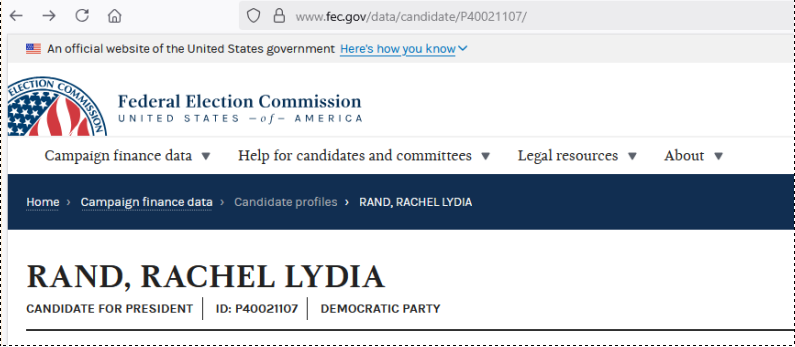 www.fec.gov/data/candidate/P40021107/
An official website of the United States government Here's how you know
ELECTION COMMISSION
Federal Election Commission
UNITED STATES —of— AMERICA
Campaign finance data Help for candidates and committees Legal resources About
Home › Campaign finance data › Candidate profiles › RAND, RACHEL LYDIA
RAND, RACHEL LYDIA
CANDIDATE FOR PRESIDENT ID: P40021107 DEMOCRATIC PARTY